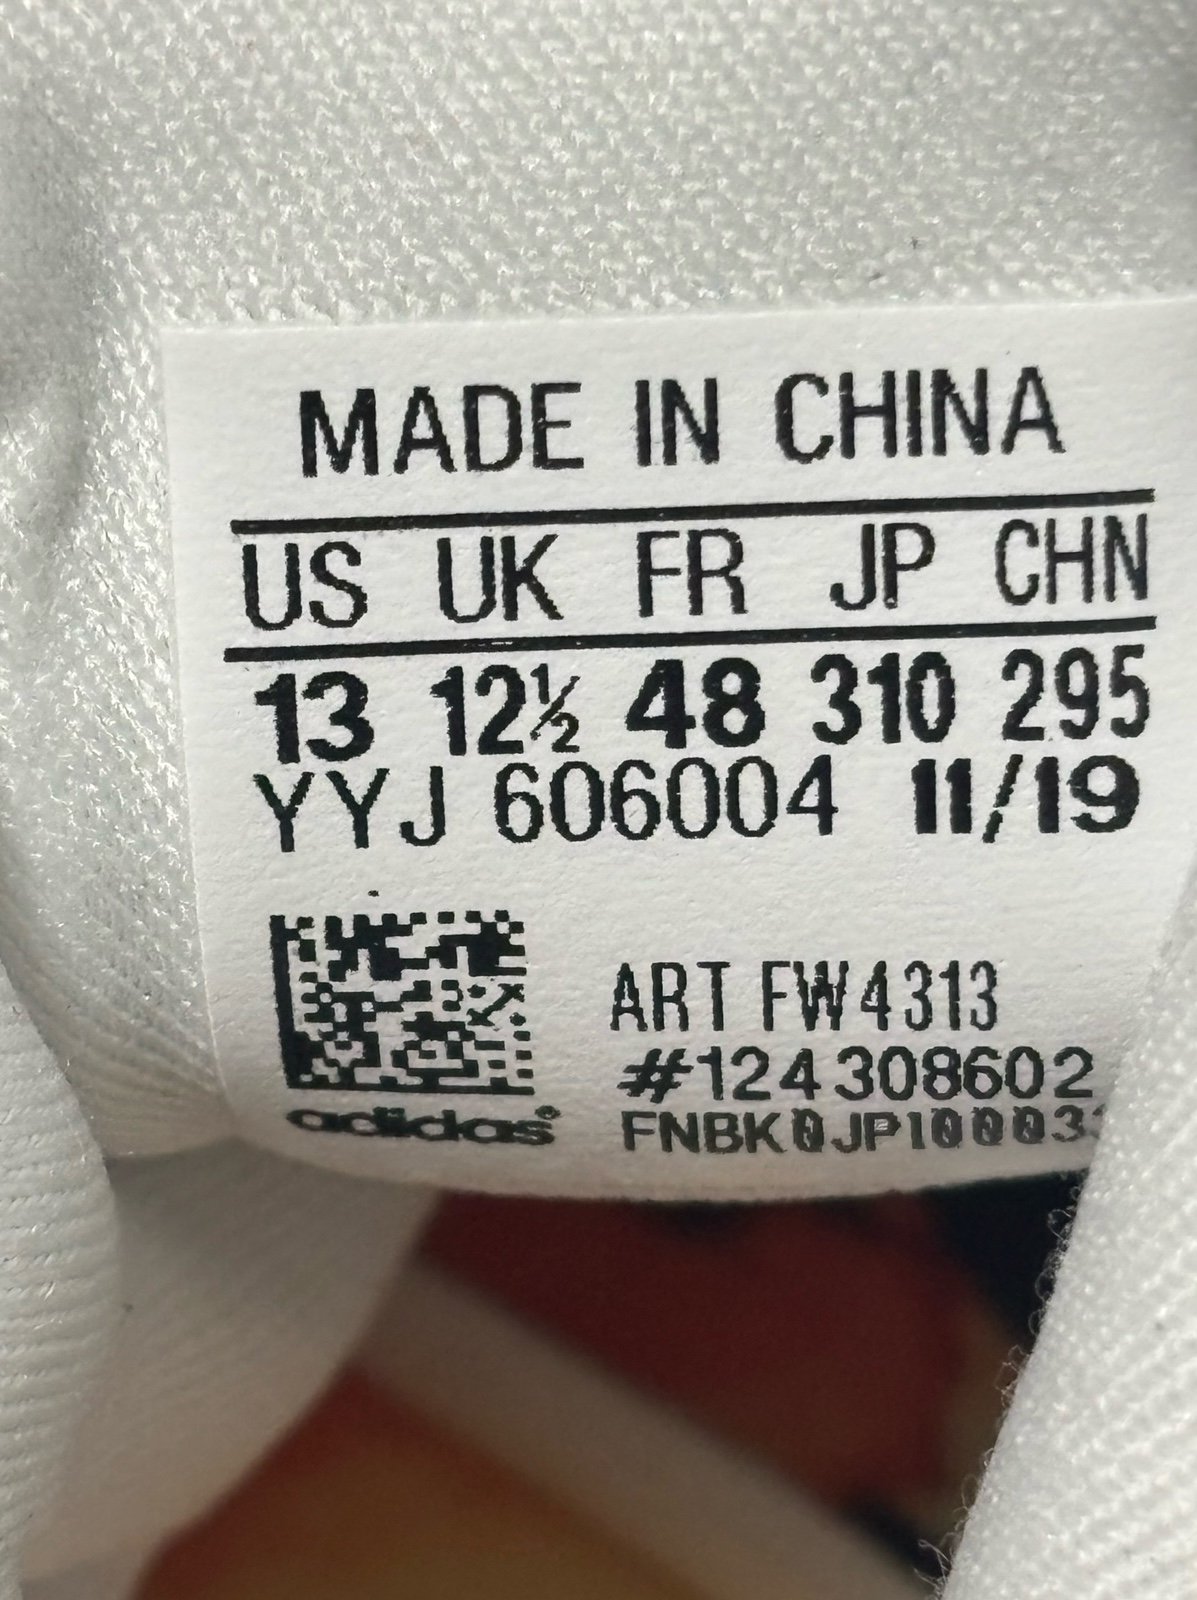 MADE IN CHINA
US UK FR JP CHN
13 12½ 48 310 295
YYJ 606004 11/19
ART FW4313
#124308602
adidas®